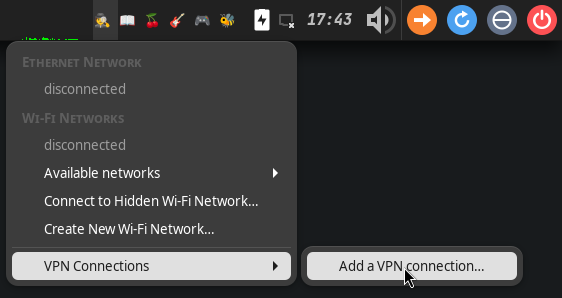 17:43
Ethernet Network
disconnected
Wi-Fi Networks
disconnected
Available networks
Connect to Hidden Wi-Fi Network...
Create New Wi-Fi Network...
VPN Connections
Add a VPN connection...